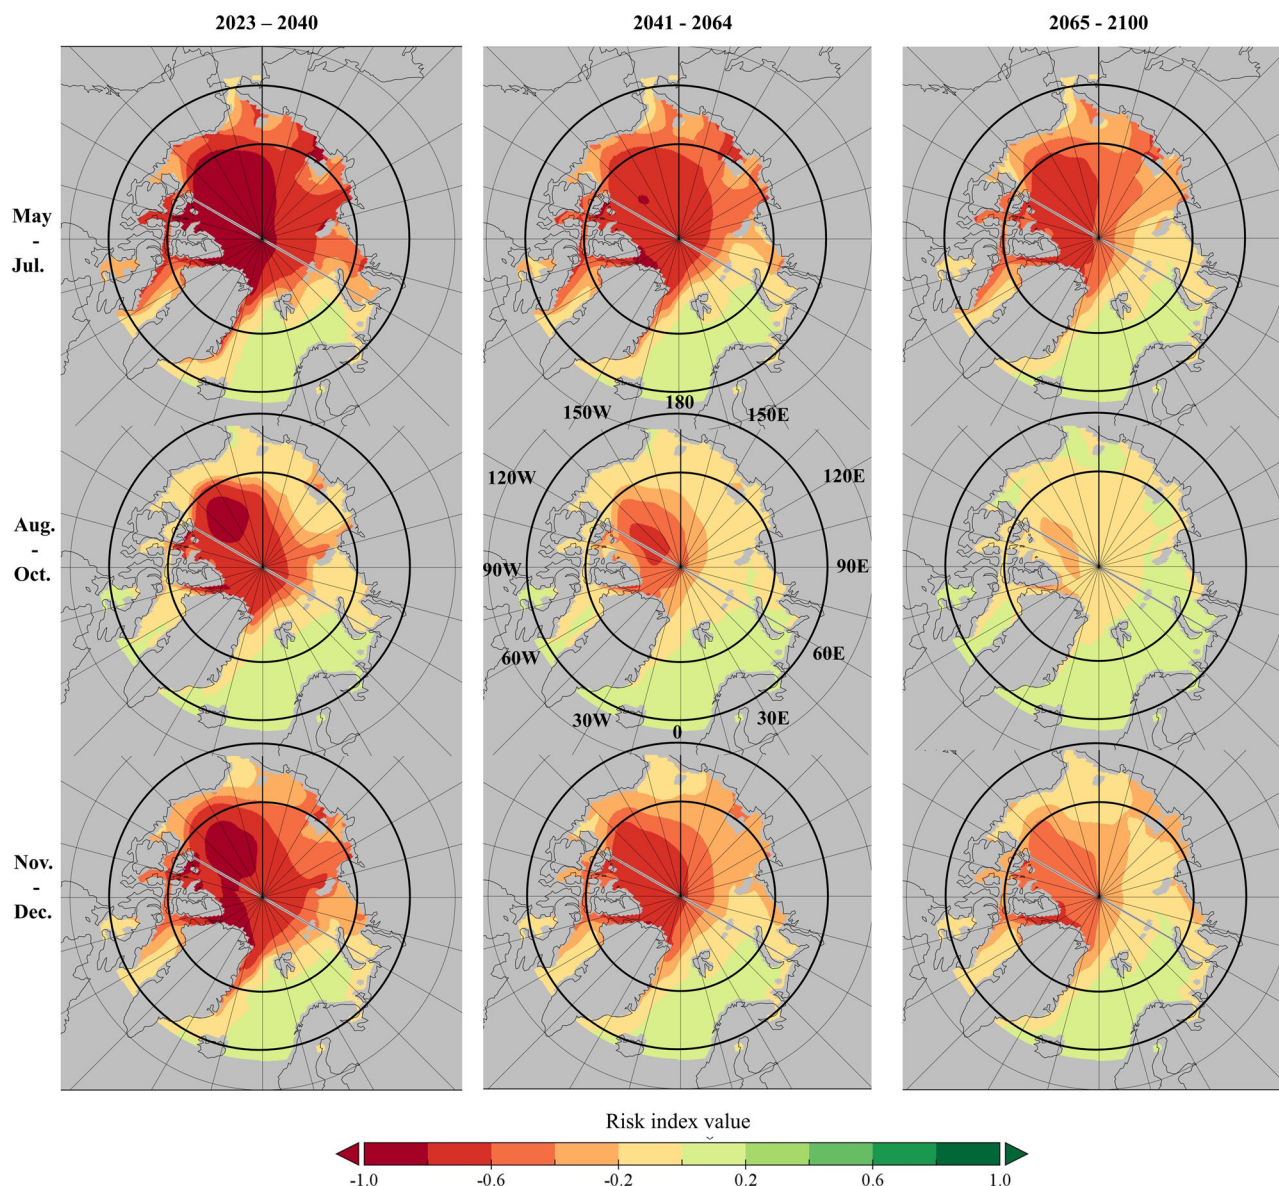 2023 – 2040 2041 - 2064 2065 - 2100
May
-
Jul.
150W 180 150E
120W 120E
Aug.
-
Oct.
90W 90E
60W 60E
30W 0 30E
Nov.
-
Dec.
Risk index value
-1.0 -0.6 -0.2 0.2 0.6 1.0